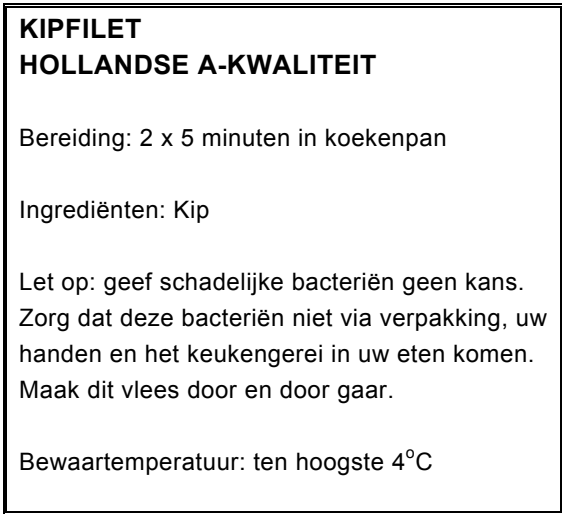 KIPFILET
HOLLANDSE A-KWALITEIT
Bereiding: 2 x 5 minuten in koekenpan
Ingrediënten: Kip
Let op: geef schadelijke bacteriën geen kans.
Zorg dat deze bacteriën niet via verpakking, uw
handen en het keukengerei in uw eten komen.
Maak dit vlees door en door gaar.
Bewaartemperatuur: ten hoogste 4°C